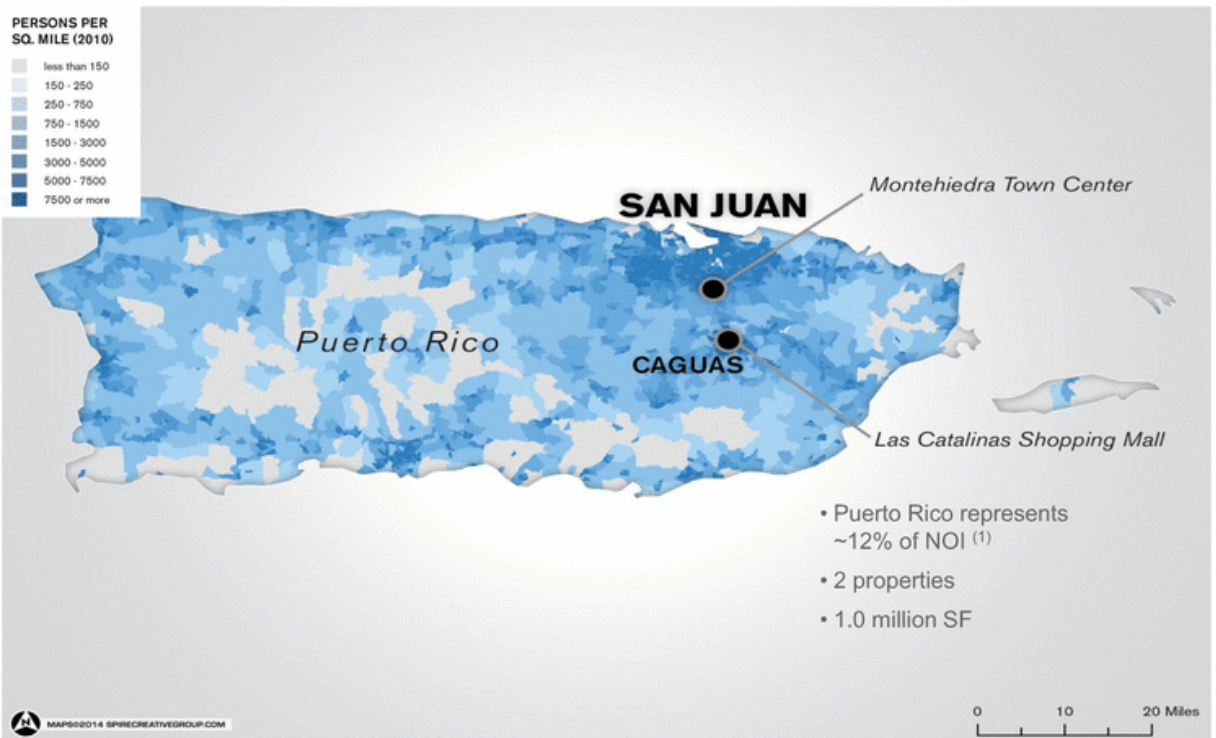 PERSONS PER
SQ. MILE (2010)
less than 150
150 - 250
250 - 750
750 - 1500
1500 - 3000
3000 - 5000
5000 - 7500
7500 or more
Montehiedra Town Center
SAN JUAN
Puerto Rico
CAGUAS
Las Catalinas Shopping Mall
• Puerto Rico represents
~12% of NOI (1)
• 2 properties
• 1.0 million SF
N
MAPS©2014 SPIRECREATIVEGROUP.COM
0 10 20 Miles